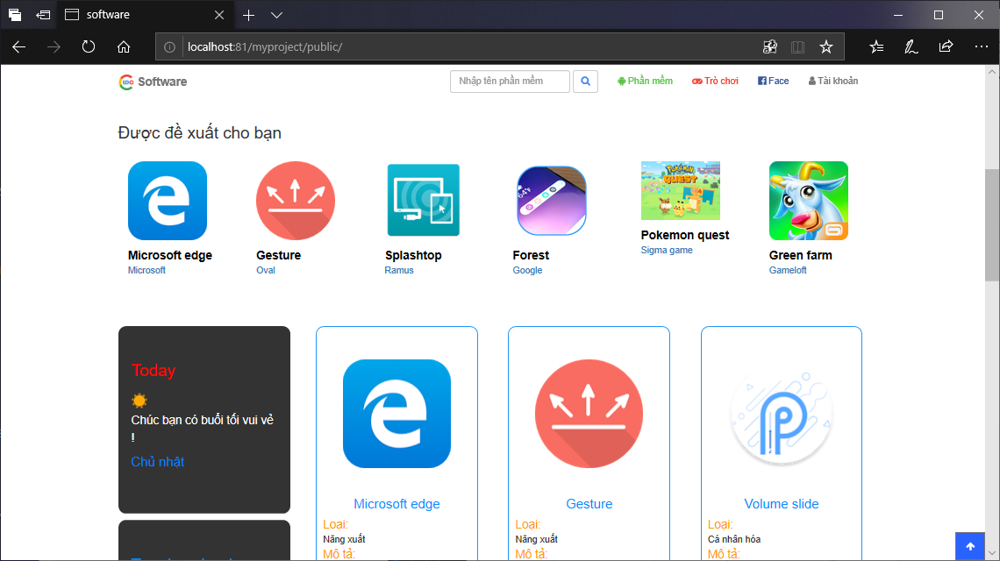 software
localhost:81/myproject/public/
Software
Nhập tên phần mềm
Phần mềm
Trò chơi
Face
Tài khoản
Được đề xuất cho bạn
Microsoft edge
Microsoft
Gesture
Oval
Splashtop
Ramus
Forest
Google
Pokemon quest
Sigma game
Green farm
Gameloft
Today
Chúc bạn có buổi tối vui vẻ
!
Chủ nhật
Microsoft edge
Loại:
Năng xuất
Mô tả:
Gesture
Loại:
Năng xuất
Mô tả:
Volume slide
Loại:
Cá nhân hóa
Mô tả: